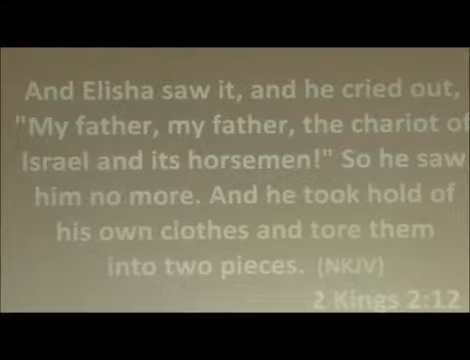 And Elisha saw it, and he cried out,
"My father, my father, the chariot of
Israel and its horsemen!" So he saw
him no more. And he took hold of
his own clothes and tore them
into two pieces. (NKJV)
2 Kings 2:12